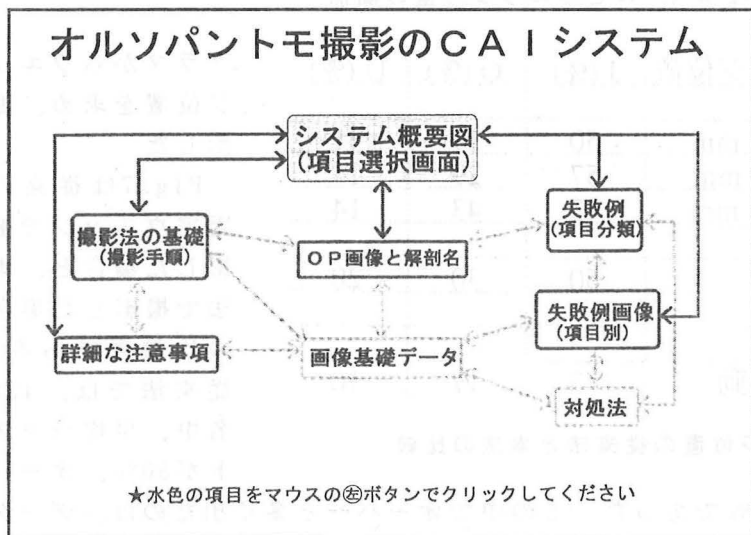 オルソパントモ撮影のＣＡＩシステム
システム概要図
(項目選択画面)
撮影法の基礎
(撮影手順)
ＯＰ画像と解剖名
失敗例
(項目分類)
失敗例画像
(項目別)
詳細な注意事項
画像基礎データ
対処法
★水色の項目をマウスの㊧ボタンでクリックしてください